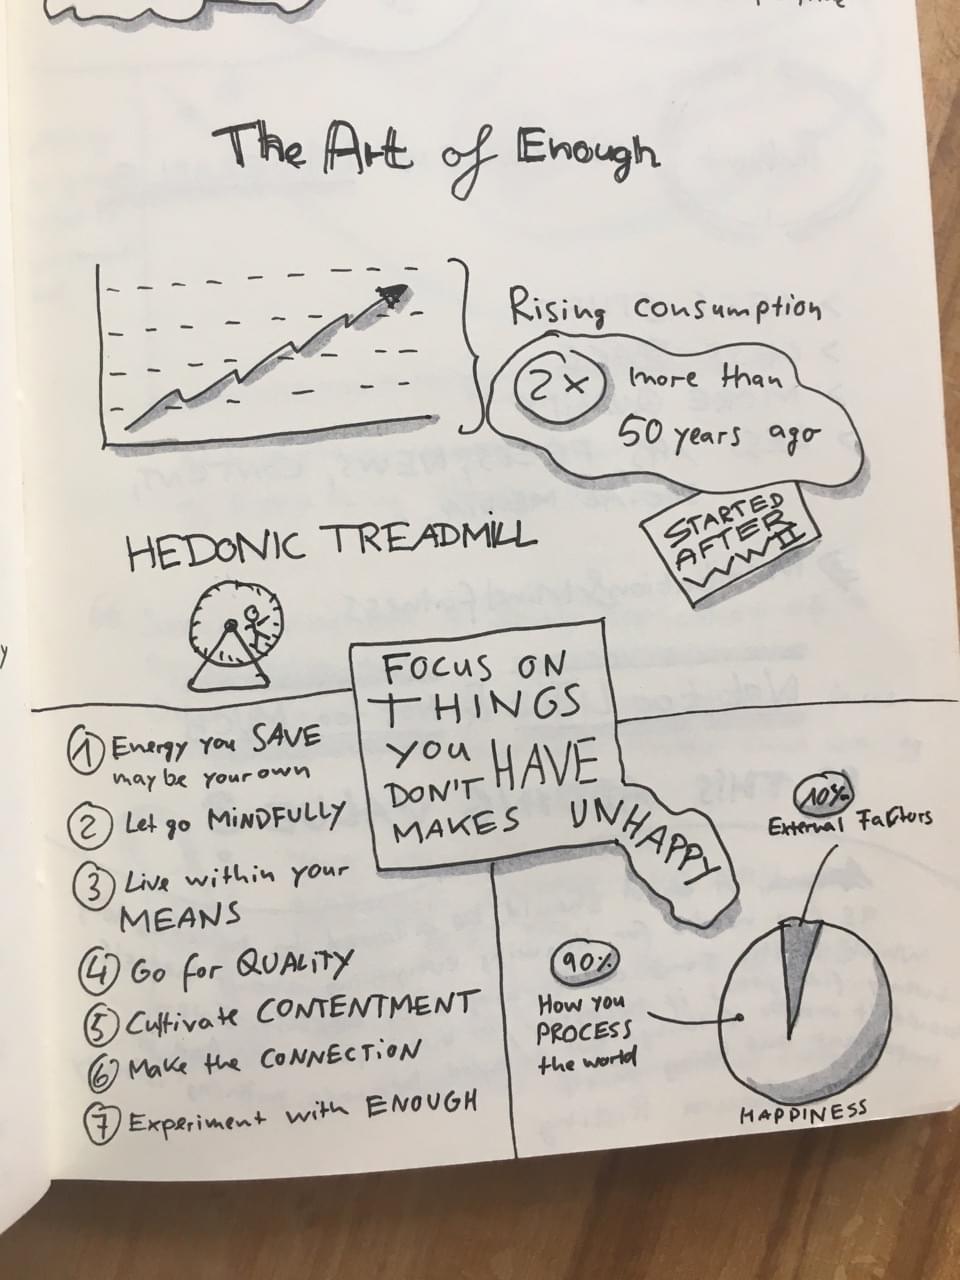 The Art of Enough
Rising consumption
2x more than
50 years ago
STARTED
AFTER
WWII
HEDONIC TREADMILL
FOCUS ON
THINGS
YOU HAVE
DON'T
MAKES UNHAPPY
1 Energy you SAVE
may be your own
2 Let go MINDFULLY
3 Live within your
MEANS
4 Go for QUALITY
5 Cultivate CONTENTMENT
6 Make the CONNECTION
7 Experiment with ENOUGH
10%
External Factors
90%
How you
PROCESS
the world
HAPPINESS